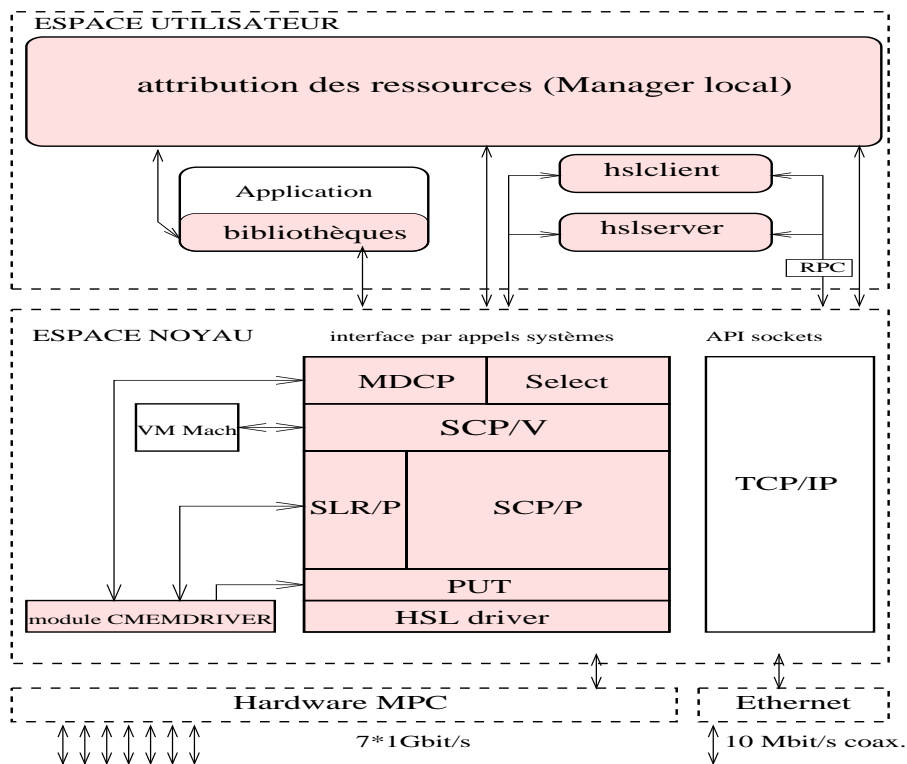 ESPACE UTILISATEUR
attribution des ressources (Manager local)
Application
bibliothèques
hslclient
hslserver
RPC
ESPACE NOYAU
interface par appels systèmes
API sockets
MDCP
Select
VM Mach
SCP/V
SLR/P
SCP/P
TCP/IP
PUT
module CMEMDRIVER
HSL driver
Hardware MPC
Ethernet
7*1Gbit/s
10 Mbit/s coax.